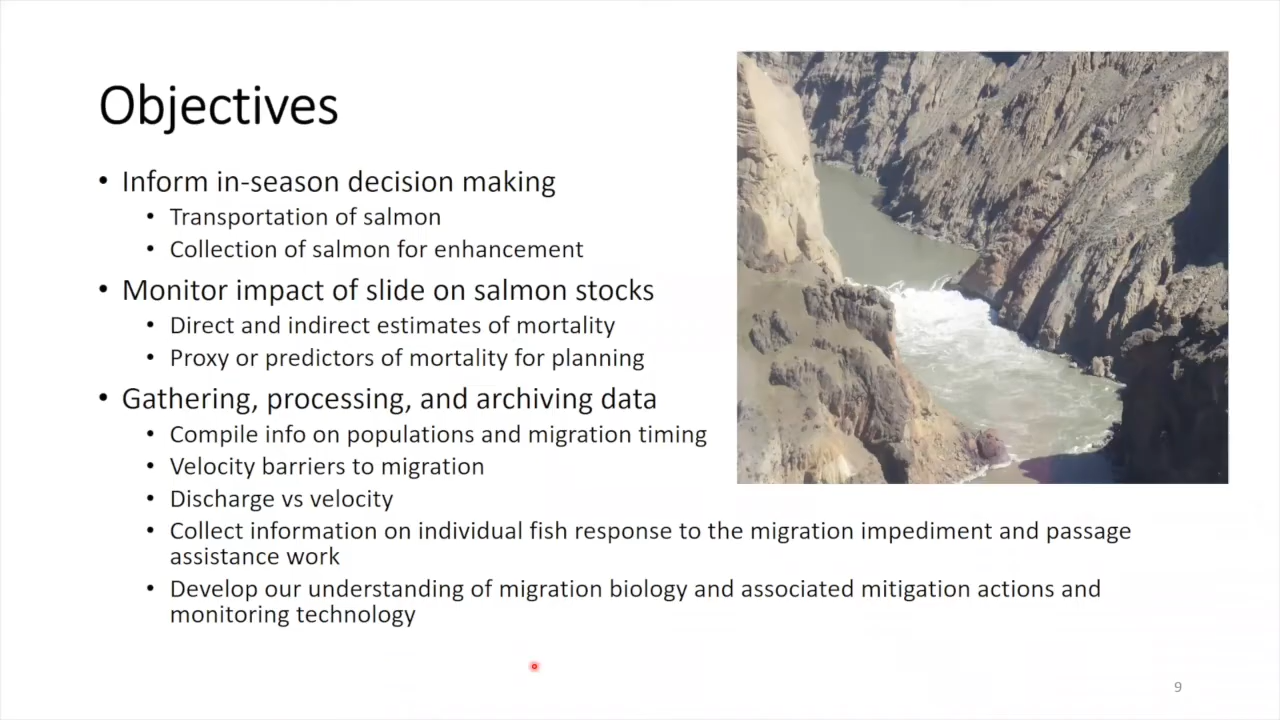 Objectives
• Inform in-season decision making
• Transportation of salmon
• Collection of salmon for enhancement
• Monitor impact of slide on salmon stocks
• Direct and indirect estimates of mortality
• Proxy or predictors of mortality for planning
• Gathering, processing, and archiving data
• Compile info on populations and migration timing
• Velocity barriers to migration
• Discharge vs velocity
• Collect information on individual fish response to the migration impediment and passage
assistance work
• Develop our understanding of migration biology and associated mitigation actions and
monitoring technology
9